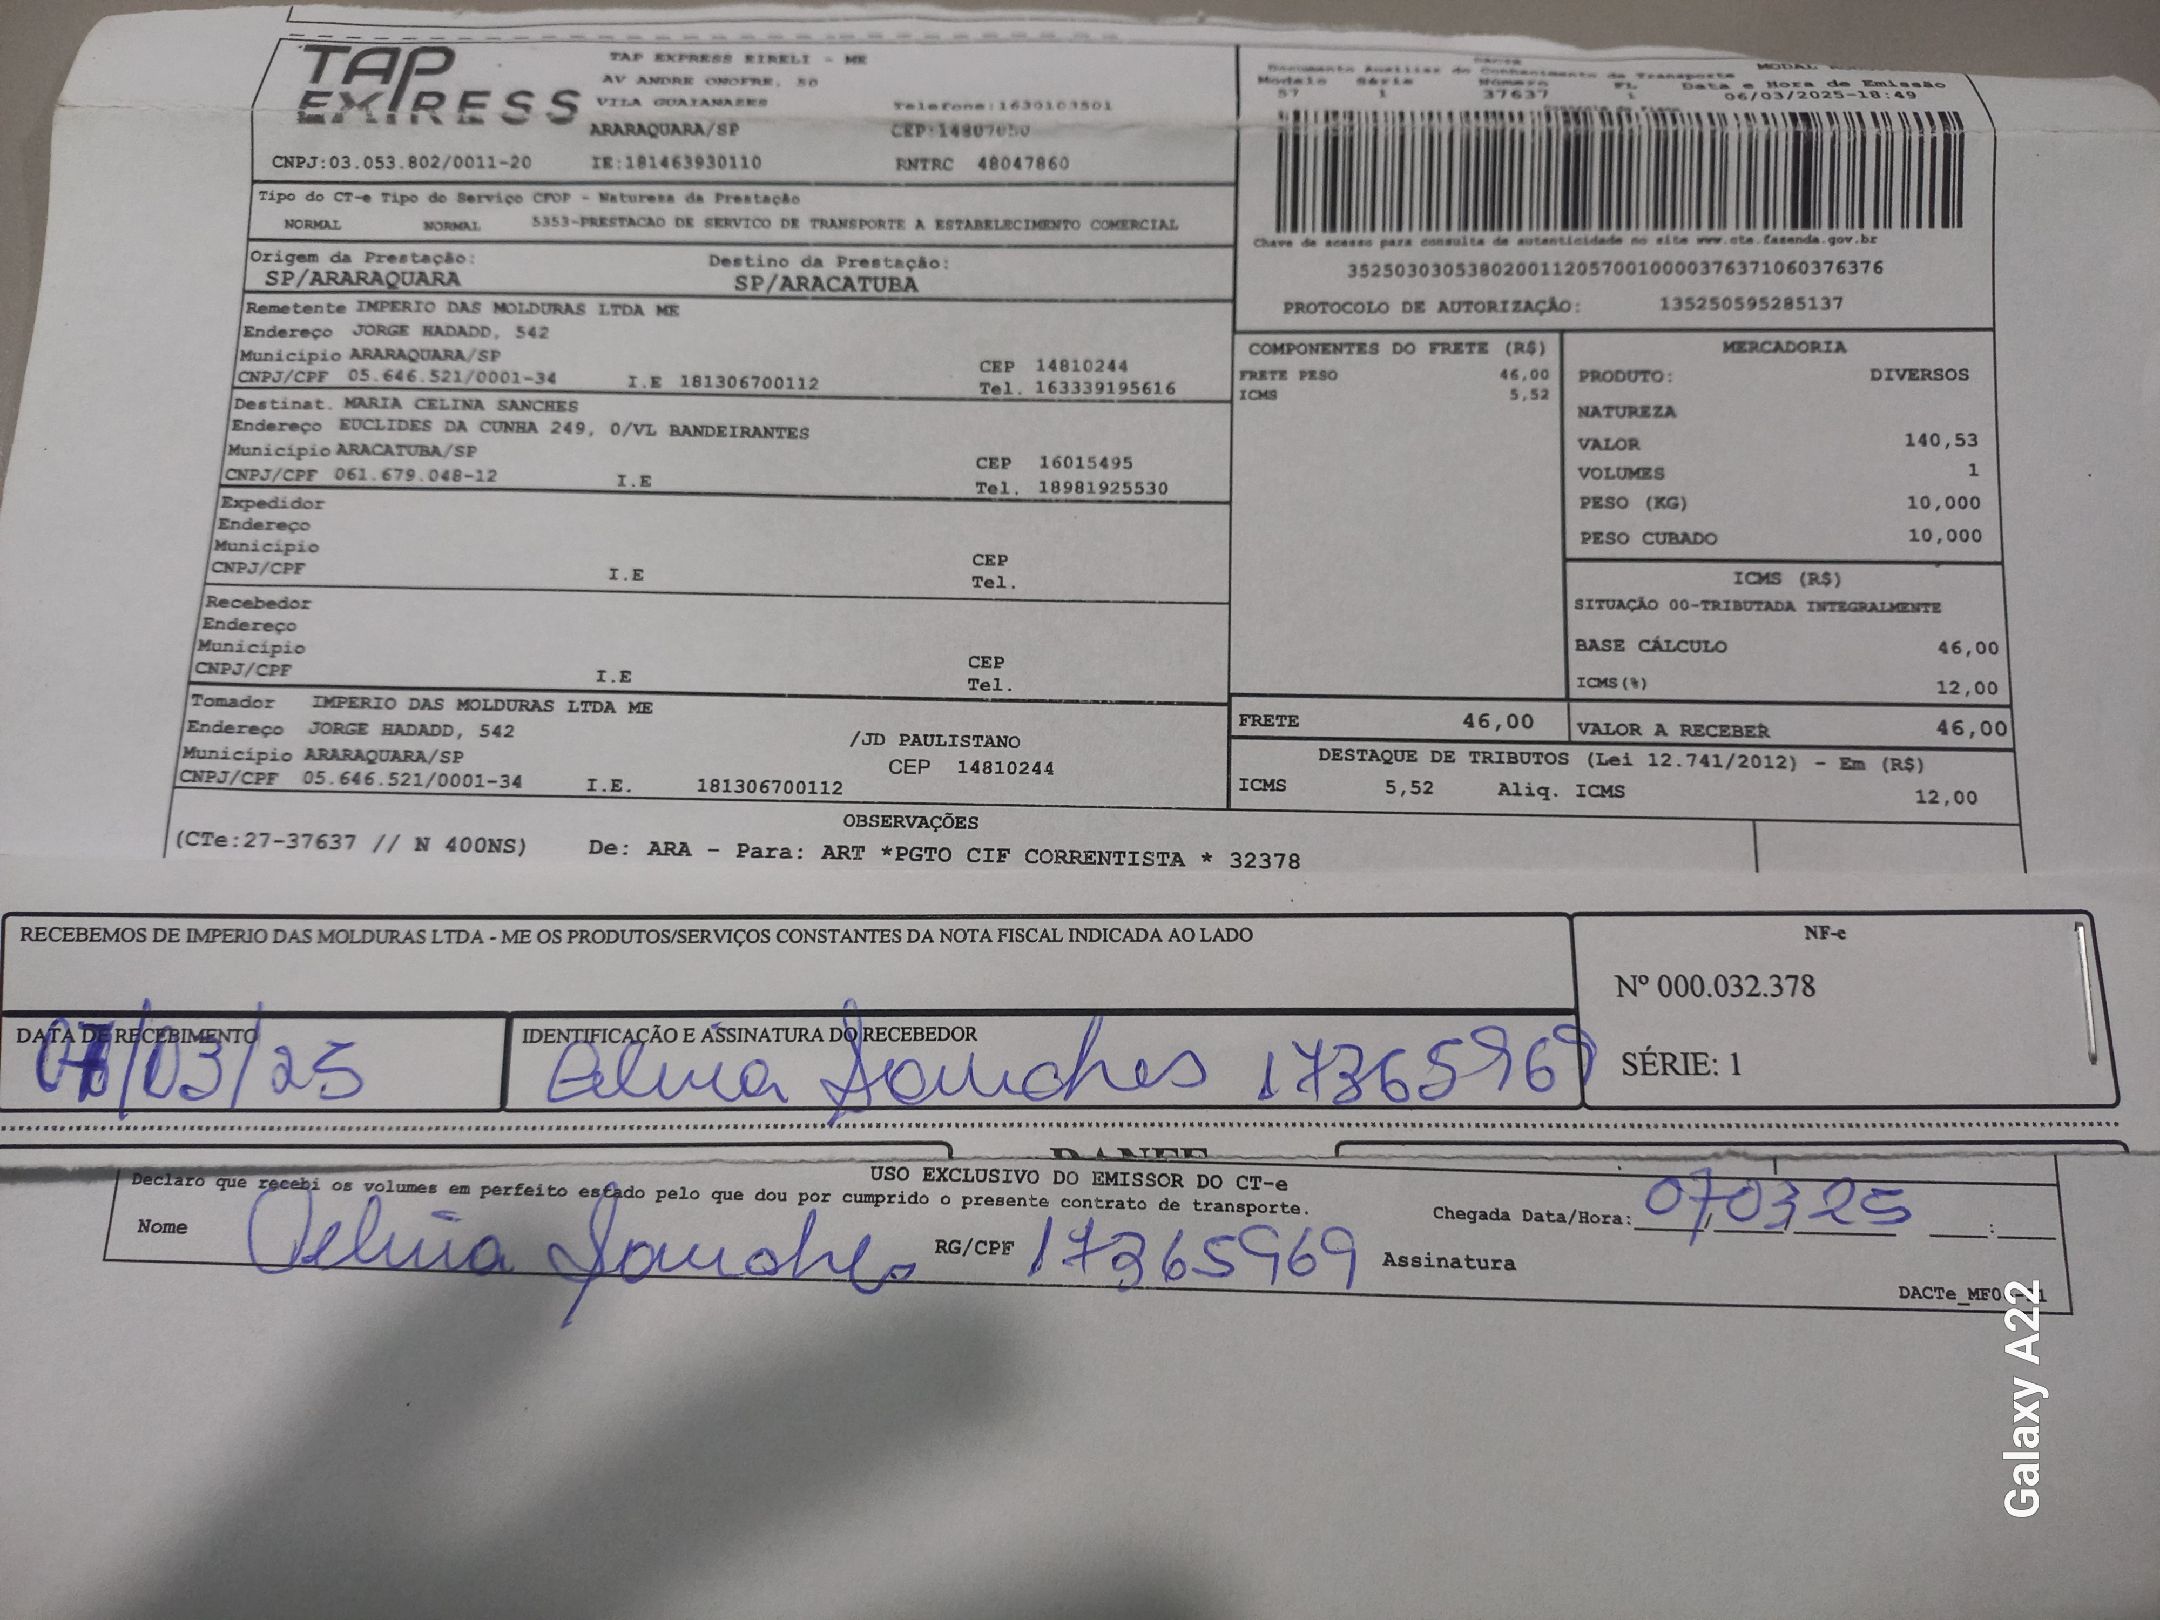 TAP EXPRESS
TAP EXPRESS EIRELI - ME
AV ANDRE ONOFRE, 50
VILA GUAIANAZES Telefone:1630103501
ARARAQUARA/SP
CNPJ:03.053.802/0011-20 IE:181463930110 RNTRC 48047860
Documento Auxiliar do Conhecimento de Transporte
Modelo Série Número FL Data e Hora de Emissão
57 1 37637 1 06/03/2025-18:49
Tipo do CT-e Tipo do Serviço CFOP - Natureza da Prestação
NORMAL NORMAL 5353-PRESTACAO DE SERVICO DE TRANSPORTE A ESTABELECIMENTO COMERCIAL
Chave de acesso para consulta de autenticidade no site www.cte.fazenda.gov.br
35250303053802001120570010000376371060376376
PROTOCOLO DE AUTORIZAÇÃO: 135250595285137
Origem da Prestação: Destino da Prestação:
SP/ARARAQUARA SP/ARACATUBA
Remetente IMPERIO DAS MOLDURAS LTDA ME
Endereço JORGE HADADD, 542
Município ARARAQUARA/SP CEP 14810244
CNPJ/CPF 05.646.521/0001-34 I.E 181306700112 Tel. 163339195616
Destinat. MARIA CELINA SANCHES
Endereço EUCLIDES DA CUNHA 249, 0/VL BANDEIRANTES
Município ARACATUBA/SP CEP 16015495
CNPJ/CPF 061.679.048-12 I.E Tel. 18981925530
Expedidor
Endereço
Município CEP
CNPJ/CPF I.E Tel.
Recebedor
Endereço
Município CEP
CNPJ/CPF I.E Tel.
Tomador IMPERIO DAS MOLDURAS LTDA ME
Endereço JORGE HADADD, 542 /JD PAULISTANO
Município ARARAQUARA/SP CEP 14810244
CNPJ/CPF 05.646.521/0001-34 I.E. 181306700112
COMPONENTES DO FRETE (R$)
FRETE PESO 46,00
ICMS 5,52
MERCADORIA
PRODUTO: DIVERSOS
NATUREZA
VALOR 140,53
VOLUMES 1
PESO (KG) 10,000
PESO CUBADO 10,000
ICMS (R$)
SITUAÇÃO 00-TRIBUTADA INTEGRALMENTE
BASE CÁLCULO 46,00
ICMS(%) 12,00
FRETE 46,00 VALOR A RECEBER 46,00
DESTAQUE DE TRIBUTOS (Lei 12.741/2012) - Em (R$)
ICMS 5,52 Aliq. ICMS 12,00
OBSERVAÇÕES
(CTe:27-37637 // N 400NS) De: ARA - Para: ART *PGTO CIF CORRENTISTA * 32378
RECEBEMOS DE IMPERIO DAS MOLDURAS LTDA - ME OS PRODUTOS/SERVIÇOS CONSTANTES DA NOTA FISCAL INDICADA AO LADO
NF-e
Nº 000.032.378
SÉRIE: 1
DATA DE RECEBIMENTO IDENTIFICAÇÃO E ASSINATURA DO RECEBEDOR
07/03/25 Celina Sanches 17365969
DANFE
USO EXCLUSIVO DO EMISSOR DO CT-e
Declaro que recebi os volumes em perfeito estado pelo que dou por cumprido o presente contrato de transporte.
Chegada Data/Hora: 07/03/25 :
Nome Celina Sanches RG/CPF 17365969 Assinatura
Galaxy A22